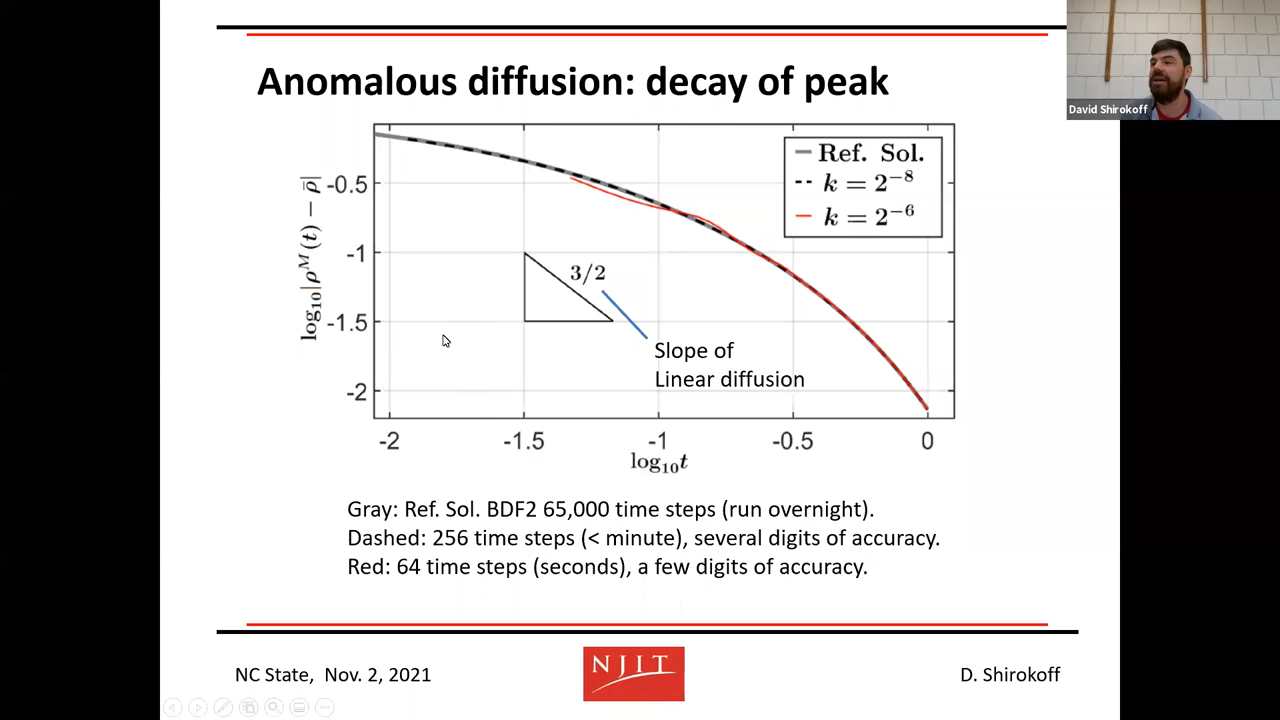 David Shirokoff
Anomalous diffusion: decay of peak
Ref. Sol.
k = 2⁻⁸
k = 2⁻⁶
log₁₀|ρᴹ(t) − ρ̄|
-0.5
-1
-1.5
-2
3/2
Slope of
Linear diffusion
-2 -1.5 -1 -0.5 0
log₁₀t
Gray: Ref. Sol. BDF2 65,000 time steps (run overnight).
Dashed: 256 time steps (< minute), several digits of accuracy.
Red: 64 time steps (seconds), a few digits of accuracy.
NC State, Nov. 2, 2021
NJIT
D. Shirokoff